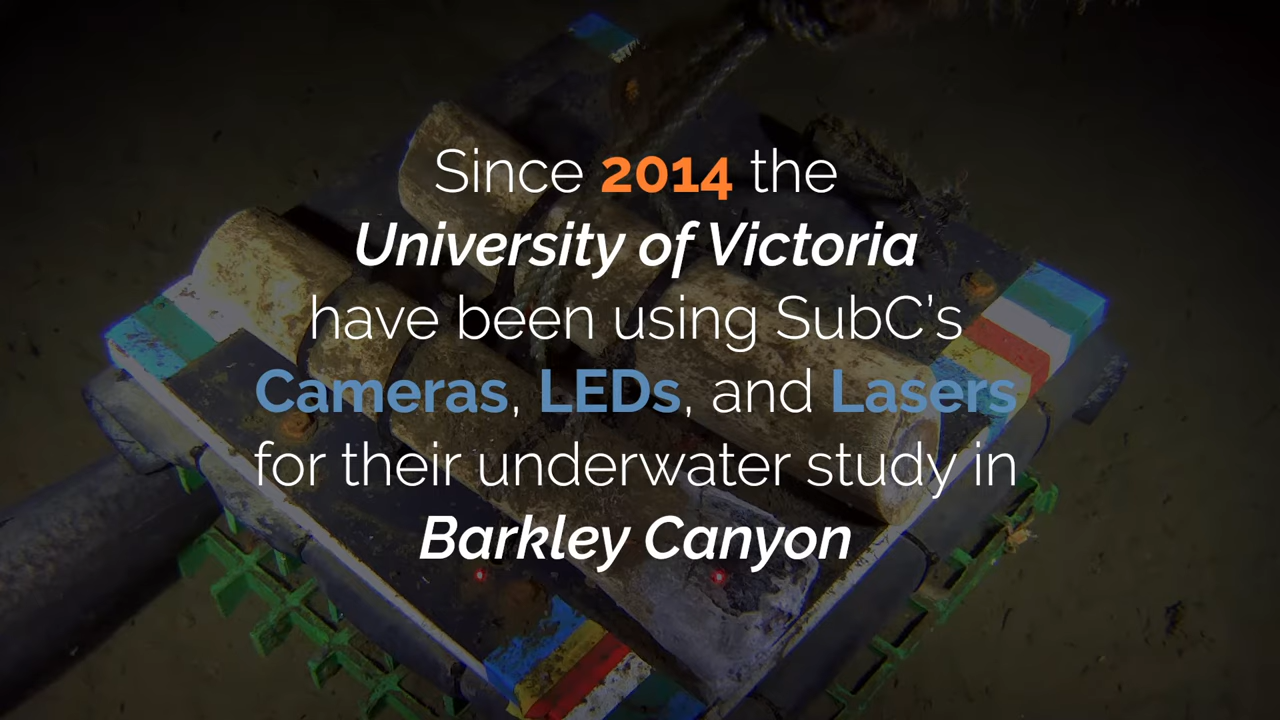 Since 2014 the
University of Victoria
have been using SubC’s
Cameras, LEDs, and Lasers
for their underwater study in
Barkley Canyon